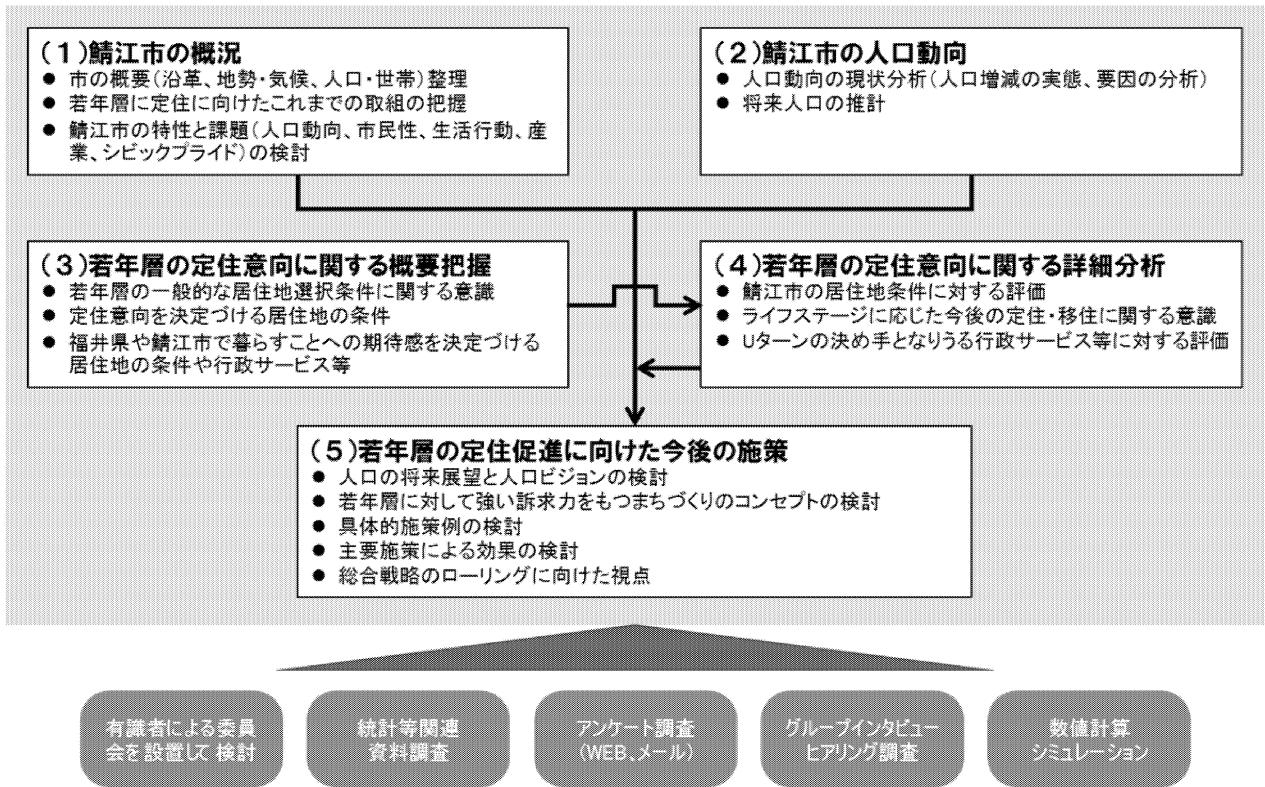 （１）鯖江市の概況
● 市の概要（沿革、地勢・気候、人口・世帯）整理
● 若年層に定住に向けたこれまでの取組の把握
● 鯖江市の特性と課題（人口動向、市民性、生活行動、産
業、シビックプライド）の検討
（２）鯖江市の人口動向
● 人口動向の現状分析（人口増減の実態、要因の分析）
● 将来人口の推計
（３）若年層の定住意向に関する概要把握
● 若年層の一般的な居住地選択条件に関する意識
● 定住意向を決定づける居住地の条件
● 福井県や鯖江市で暮らすことへの期待感を決定づける
居住地の条件や行政サービス等
（４）若年層の定住意向に関する詳細分析
● 鯖江市の居住地条件に対する評価
● ライフステージに応じた今後の定住・移住に関する意識
● Uターンの決め手となりうる行政サービス等に対する評価
（５）若年層の定住促進に向けた今後の施策
● 人口の将来展望と人口ビジョンの検討
● 若年層に対して強い訴求力をもつまちづくりのコンセプトの検討
● 具体的施策例の検討
● 主要施策による効果の検討
● 総合戦略のローリングに向けた視点
有識者による委員
会を設置して検討
統計等関連
資料調査
アンケート調査
（WEB、メール）
グループインタビュー
ヒアリング調査
数値計算
シミュレーション